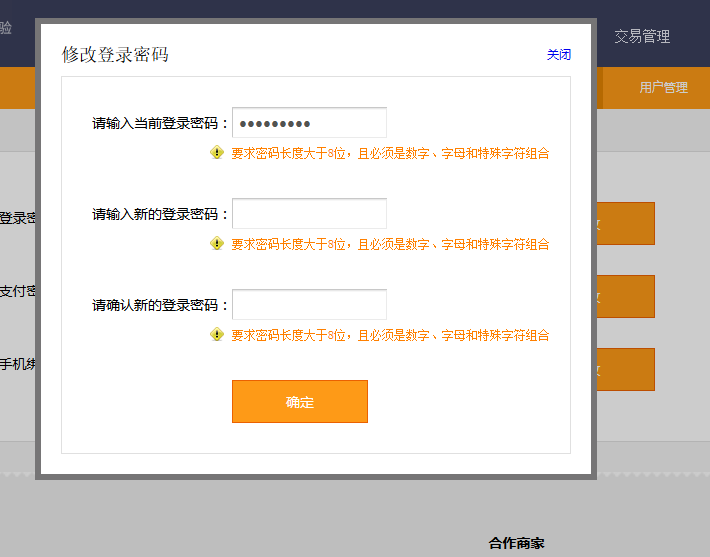 验
交易管理
用户管理
修改登录密码
关闭
请输入当前登录密码：
要求密码长度大于8位，且必须是数字、字母和特殊字符组合
请输入新的登录密码：
要求密码长度大于8位，且必须是数字、字母和特殊字符组合
请确认新的登录密码：
要求密码长度大于8位，且必须是数字、字母和特殊字符组合
确定
登录密
支付密
手机绑
合作商家